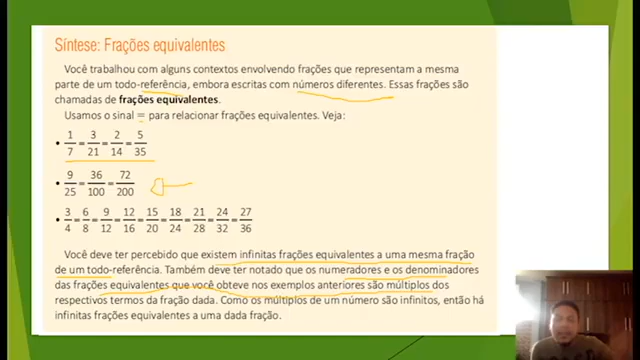 Síntese: Frações equivalentes
Você trabalhou com alguns contextos envolvendo frações que representam a mesma
parte de um todo-referência, embora escritas com números diferentes. Essas frações são
chamadas de frações equivalentes.
Usamos o sinal = para relacionar frações equivalentes. Veja:
• 1/7 = 3/21 = 2/14 = 5/35
• 9/25 = 36/100 = 72/200
• 3/4 = 6/8 = 9/12 = 12/16 = 15/20 = 18/24 = 21/28 = 24/32 = 27/36
Você deve ter percebido que existem infinitas frações equivalentes a uma mesma fração
de um todo-referência. Também deve ter notado que os numeradores e os denominadores
das frações equivalentes que você obteve nos exemplos anteriores são múltiplos dos
respectivos termos da fração dada. Como os múltiplos de um número são infinitos, então há
infinitas frações equivalentes a uma dada fração.